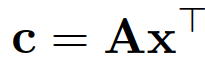 c = Ax⊤